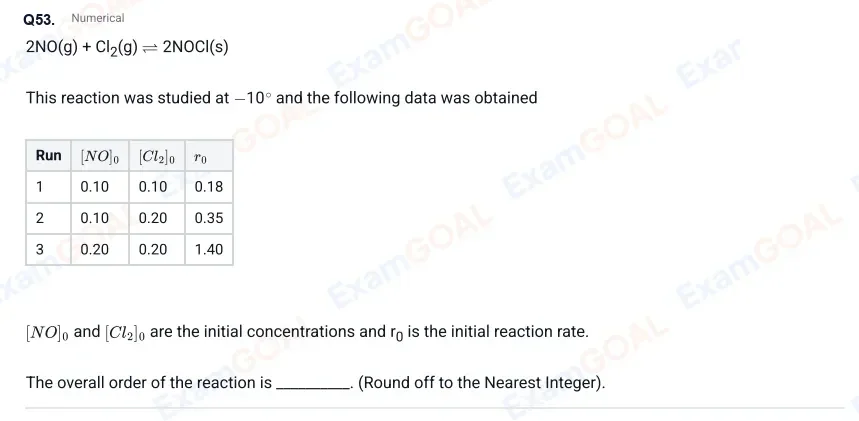 Q53. Numerical
2NO(g) + Cl₂(g) ⇌ 2NOCl(s)
This reaction was studied at −10° and the following data was obtained
Run [NO]₀ [Cl₂]₀ r₀
1 0.10 0.10 0.18
2 0.10 0.20 0.35
3 0.20 0.20 1.40
[NO]₀ and [Cl₂]₀ are the initial concentrations and r₀ is the initial reaction rate.
The overall order of the reaction is _________. (Round off to the Nearest Integer).
ExamGOAL